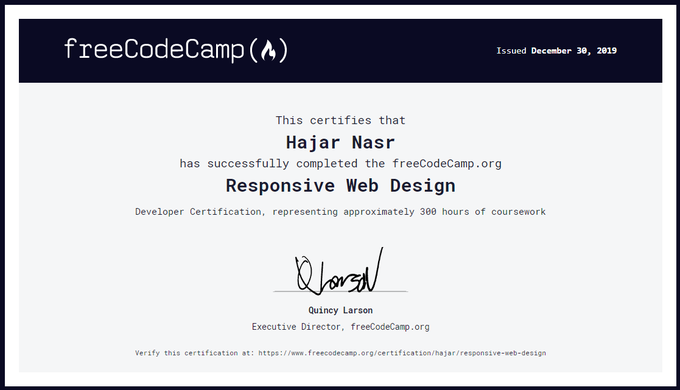 freeCodeCamp(🔥)
Issued December 30, 2019
This certifies that
Hajar Nasr
has successfully completed the freeCodeCamp.org
Responsive Web Design
Developer Certification, representing approximately 300 hours of coursework
QLarson
Quincy Larson
Executive Director, freeCodeCamp.org
Verify this certification at: https://www.freecodecamp.org/certification/hajar/responsive-web-design